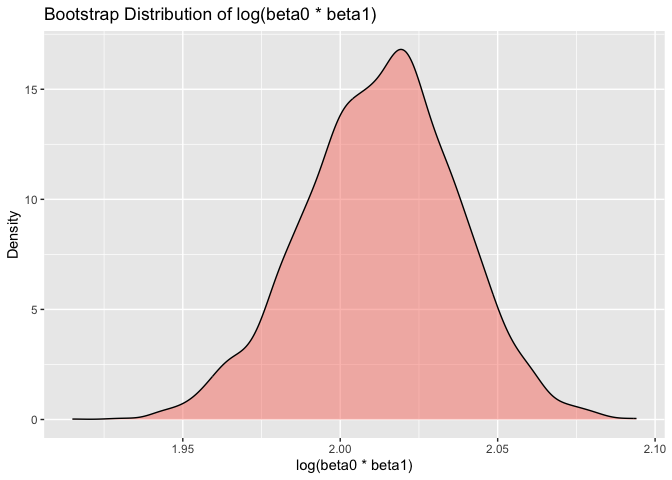 Bootstrap Distribution of log(beta0 * beta1)
15
10
5
0
Density
1.95 2.00 2.05 2.10
log(beta0 * beta1)